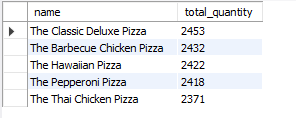 name total_quantity
The Classic Deluxe Pizza 2453
The Barbecue Chicken Pizza 2432
The Hawaiian Pizza 2422
The Pepperoni Pizza 2418
The Thai Chicken Pizza 2371